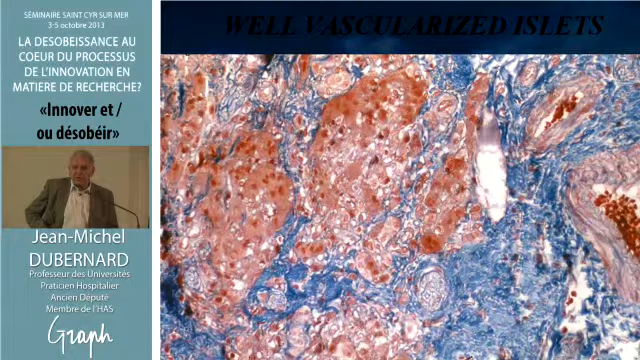 SÉMINAIRE SAINT CYR SUR MER
3-5 octobre 2013
LA DESOBEISSANCE AU
COEUR DU PROCESSUS
DE L'INNOVATION EN
MATIERE DE RECHERCHE?
«Innover et /
ou désobéir»
Jean-Michel
DUBERNARD
Professeur des Universités
Praticien Hospitalier
Ancien Député
Membre de l'HAS
Graph
WELL VASCULARIZED ISLETS